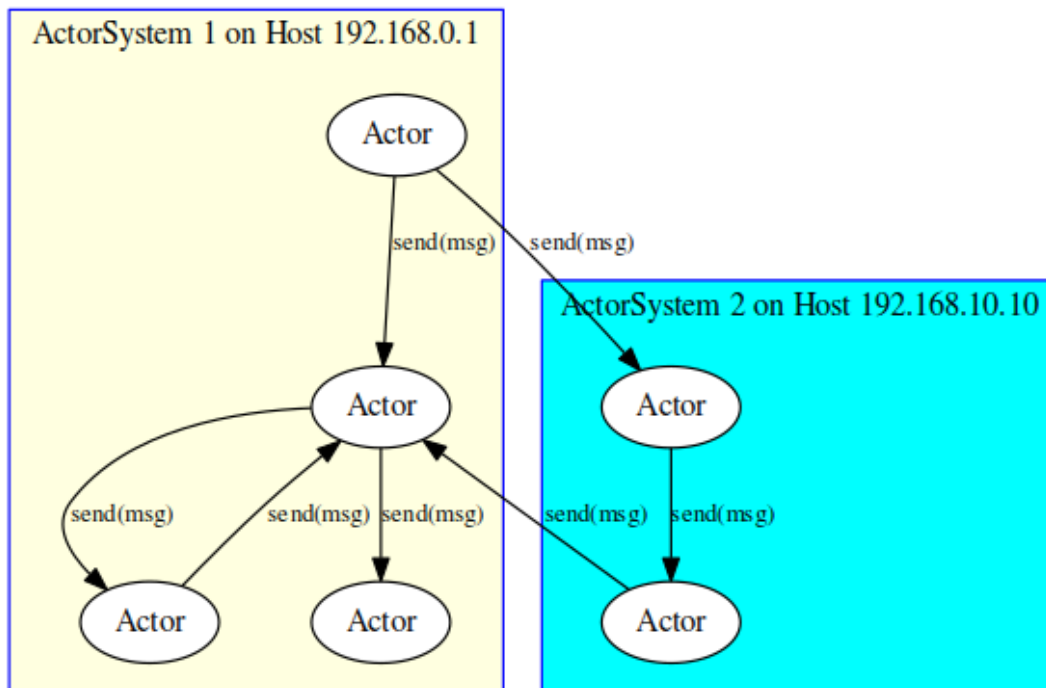 ActorSystem 1 on Host 192.168.0.1
Actor
send(msg)
send(msg)
ActorSystem 2 on Host 192.168.10.10
Actor
Actor
send(msg)
send(msg)
send(msg)
send(msg)
send(msg)
Actor
Actor
Actor